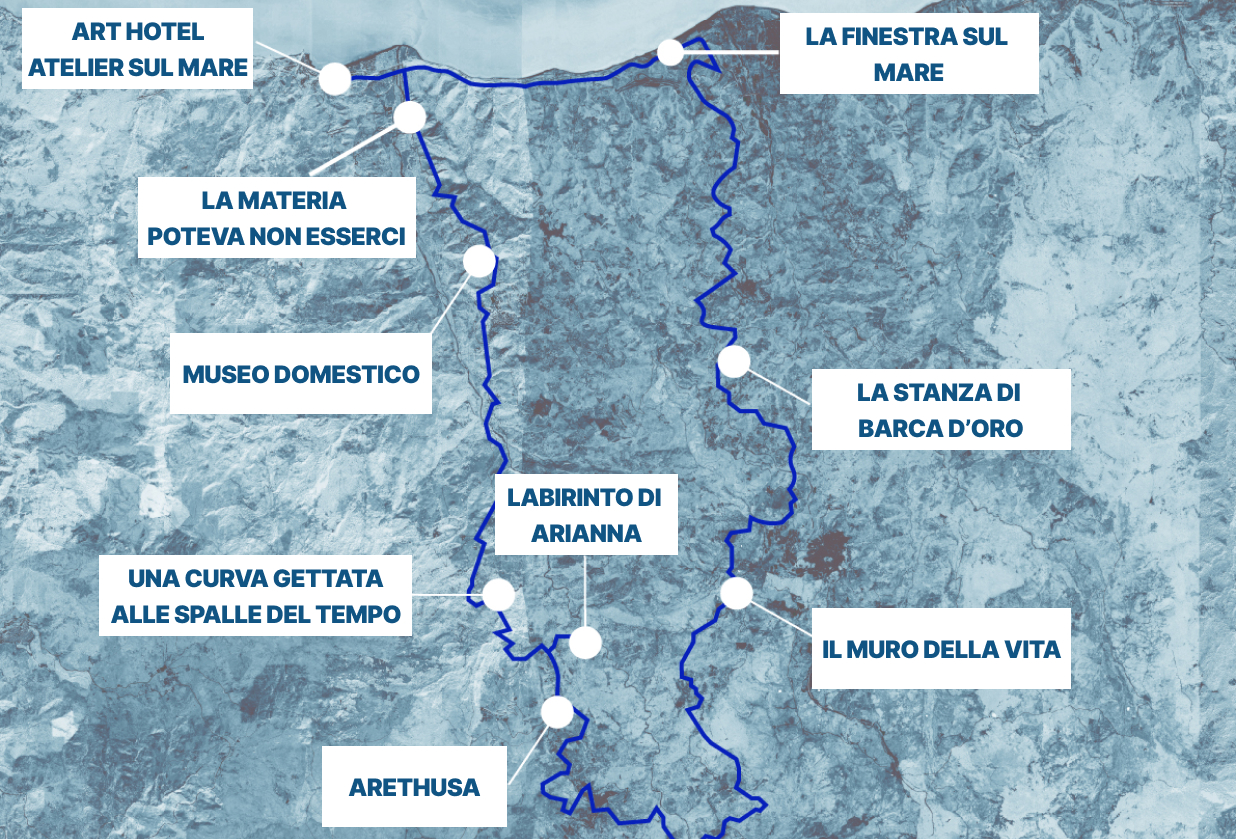 ART HOTEL
ATELIER SUL MARE
LA FINESTRA SUL
MARE
LA MATERIA
POTEVA NON ESSERCI
MUSEO DOMESTICO
LA STANZA DI
BARCA D’ORO
LABIRINTO DI
ARIANNA
UNA CURVA GETTATA
ALLE SPALLE DEL TEMPO
IL MURO DELLA VITA
ARETHUSA